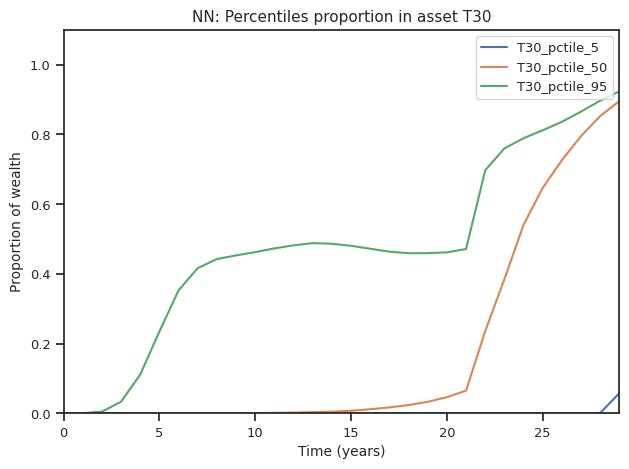 NN: Percentiles proportion in asset T30
T30_pctile_5
T30_pctile_50
T30_pctile_95
Proportion of wealth
1.0
0.8
0.6
0.4
0.2
0.0
0 5 10 15 20 25
Time (years)